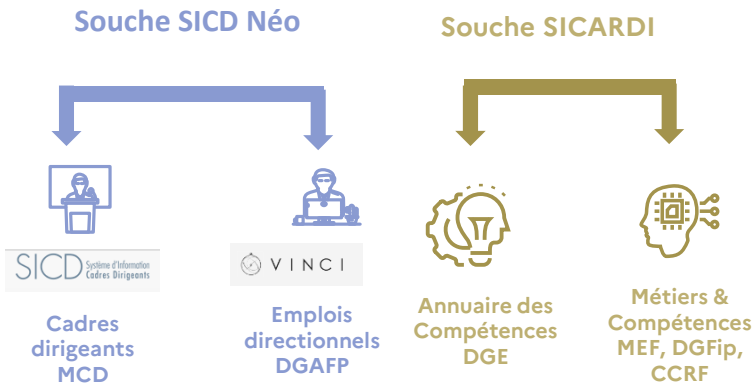 Souche SICD Néo
Souche SICARDI
SICD Système d'Information
Cadres Dirigeants
VINCI
Cadres
dirigeants
MCD
Emplois
directionnels
DGAFP
Annuaire des
Compétences
DGE
Métiers &
Compétences
MEF, DGFip,
CCRF